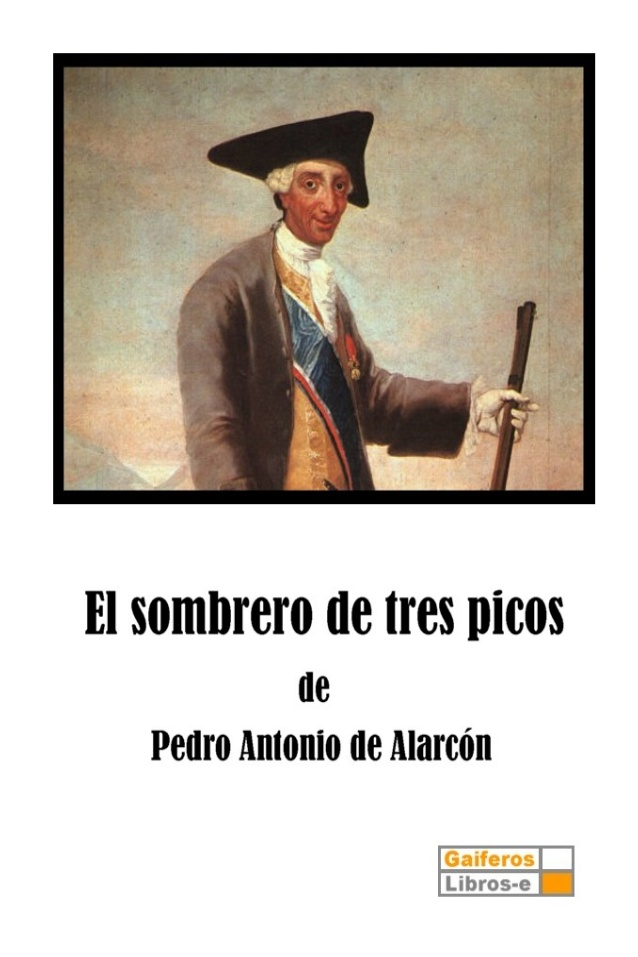 El sombrero de tres picos
de
Pedro Antonio de Alarcón
Gaiferos
Libros-e